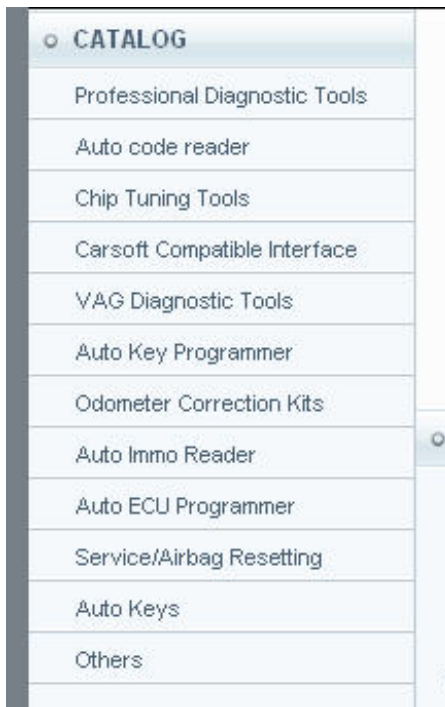 CATALOG
Professional Diagnostic Tools
Auto code reader
Chip Tuning Tools
Carsoft Compatible Interface
VAG Diagnostic Tools
Auto Key Programmer
Odometer Correction Kits
Auto Immo Reader
Auto ECU Programmer
Service/Airbag Resetting
Auto Keys
Others